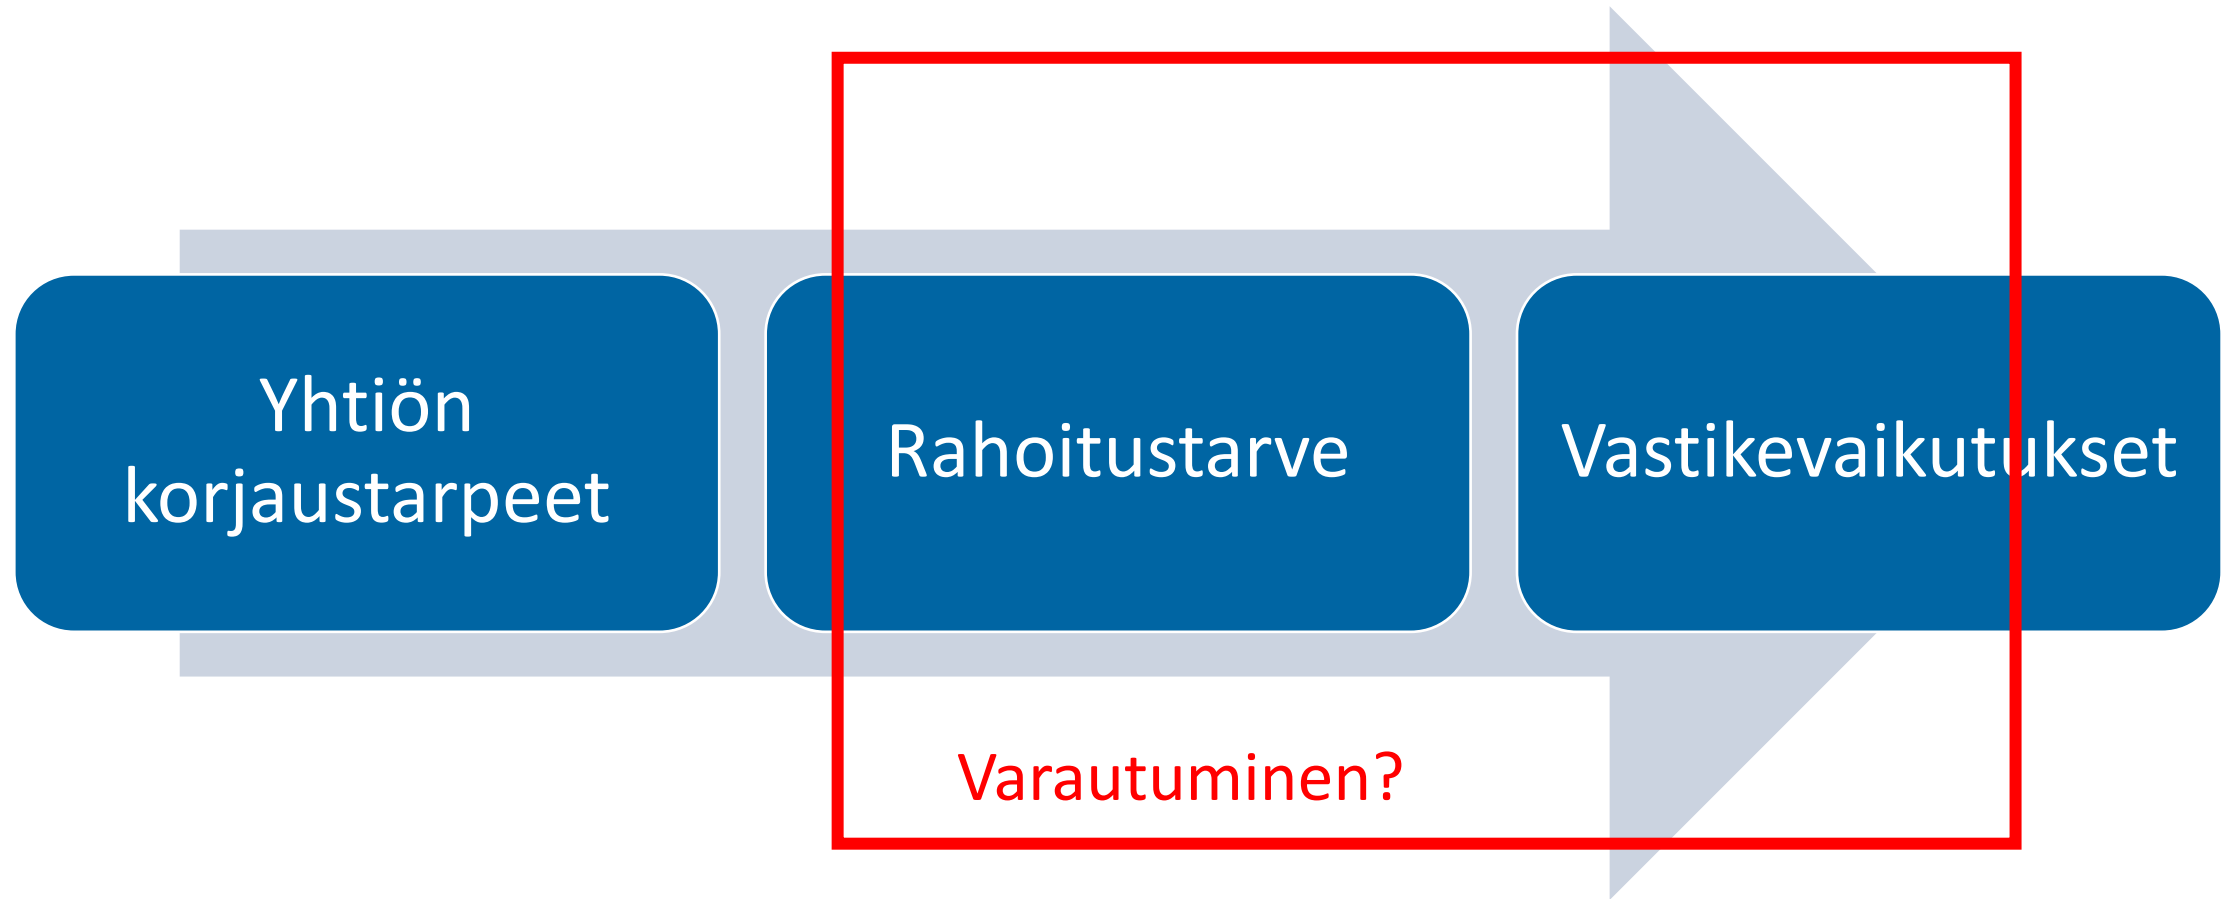 Yhtiön
korjaustarpeet
Rahoitustarve
Vastikevaikutukset
Varautuminen?